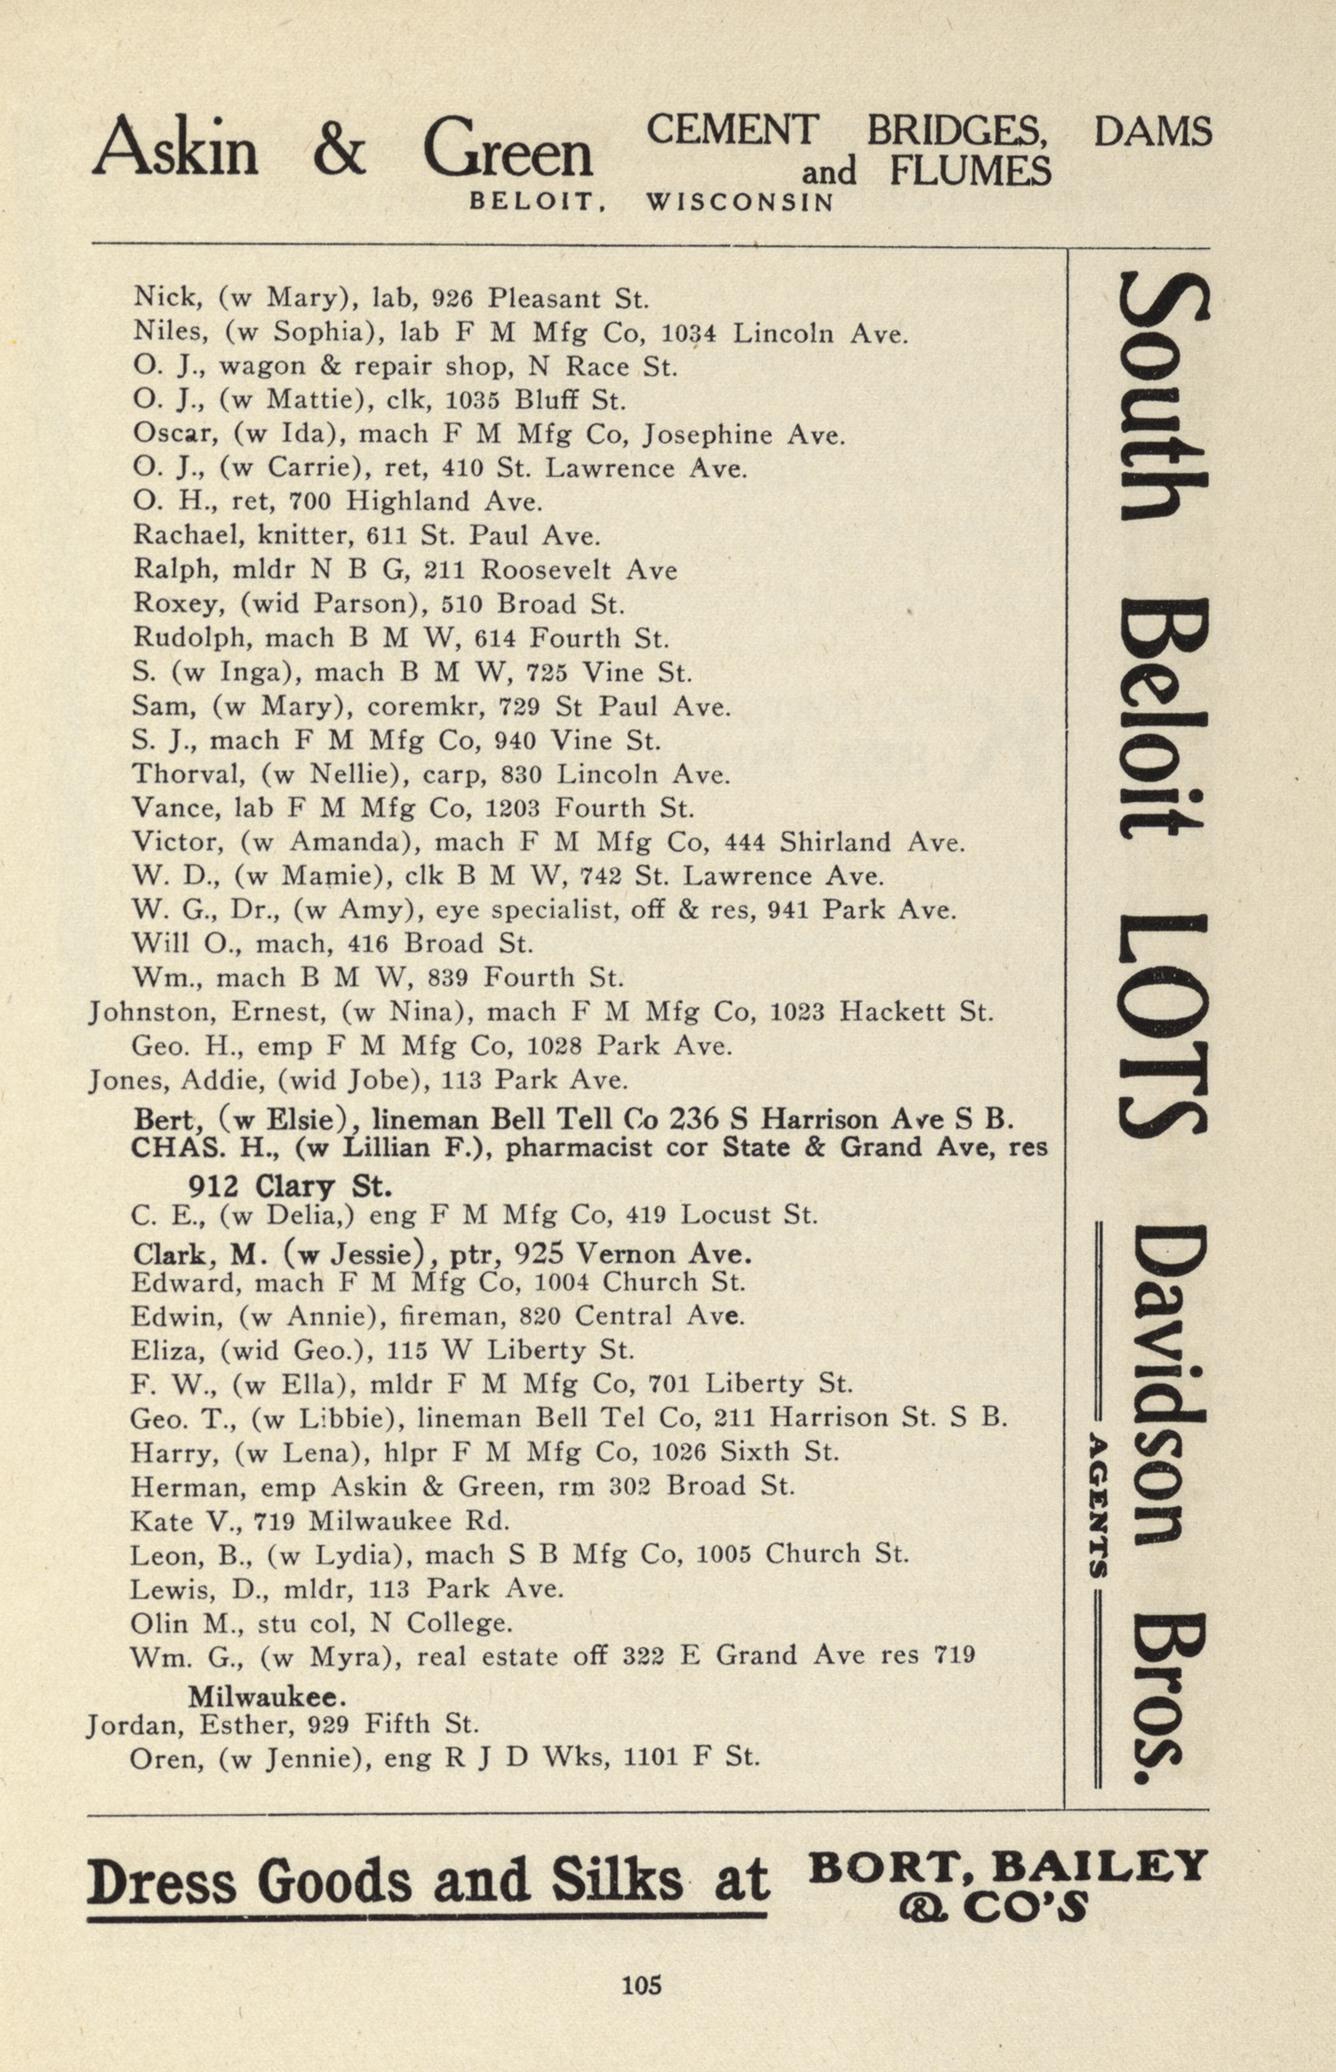 Askin & Green CEMENT BRIDGES, DAMS
and FLUMES
BELOIT, WISCONSIN
Nick, (w Mary), lab, 926 Pleasant St.
Niles, (w Sophia), lab F M Mfg Co, 1034 Lincoln Ave.
O. J., wagon & repair shop, N Race St.
O. J., (w Mattie), clk, 1035 Bluff St.
Oscar, (w Ida), mach F M Mfg Co, Josephine Ave.
O. J., (w Carrie), ret, 410 St. Lawrence Ave.
O. H., ret, 700 Highland Ave.
Rachael, knitter, 611 St. Paul Ave.
Ralph, mldr N B G, 211 Roosevelt Ave
Roxey, (wid Parson), 510 Broad St.
Rudolph, mach B M W, 614 Fourth St.
S. (w Inga), mach B M W, 725 Vine St.
Sam, (w Mary), coremkr, 729 St Paul Ave.
S. J., mach F M Mfg Co, 940 Vine St.
Thorval, (w Nellie), carp, 830 Lincoln Ave.
Vance, lab F M Mfg Co, 1203 Fourth St.
Victor, (w Amanda), mach F M Mfg Co, 444 Shirland Ave.
W. D., (w Mamie), clk B M W, 742 St. Lawrence Ave.
W. G., Dr., (w Amy), eye specialist, off & res, 941 Park Ave.
Will O., mach, 416 Broad St.
Wm., mach B M W, 839 Fourth St.
Johnston, Ernest, (w Nina), mach F M Mfg Co, 1023 Hackett St.
Geo. H., emp F M Mfg Co, 1028 Park Ave.
Jones, Addie, (wid Jobe), 113 Park Ave.
Bert, (w Elsie), lineman Bell Tell Co 236 S Harrison Ave S B.
CHAS. H., (w Lillian F.), pharmacist cor State & Grand Ave, res
912 Clary St.
C. E., (w Delia,) eng F M Mfg Co, 419 Locust St.
Clark, M. (w Jessie), ptr, 925 Vernon Ave.
Edward, mach F M Mfg Co, 1004 Church St.
Edwin, (w Annie), fireman, 820 Central Ave.
Eliza, (wid Geo.), 115 W Liberty St.
F. W., (w Ella), mldr F M Mfg Co, 701 Liberty St.
Geo. T., (w Libbie), lineman Bell Tel Co, 211 Harrison St. S B.
Harry, (w Lena), hlpr F M Mfg Co, 1026 Sixth St.
Herman, emp Askin & Green, rm 302 Broad St.
Kate V., 719 Milwaukee Rd.
Leon, B., (w Lydia), mach S B Mfg Co, 1005 Church St.
Lewis, D., mldr, 113 Park Ave.
Olin M., stu col, N College.
Wm. G., (w Myra), real estate off 322 E Grand Ave res 719
Milwaukee.
Jordan, Esther, 929 Fifth St.
Oren, (w Jennie), eng R J D Wks, 1101 F St.
South Beloit LOTS Davidson Bros.
AGENTS
Dress Goods and Silks at BORT, BAILEY
& CO'S
105